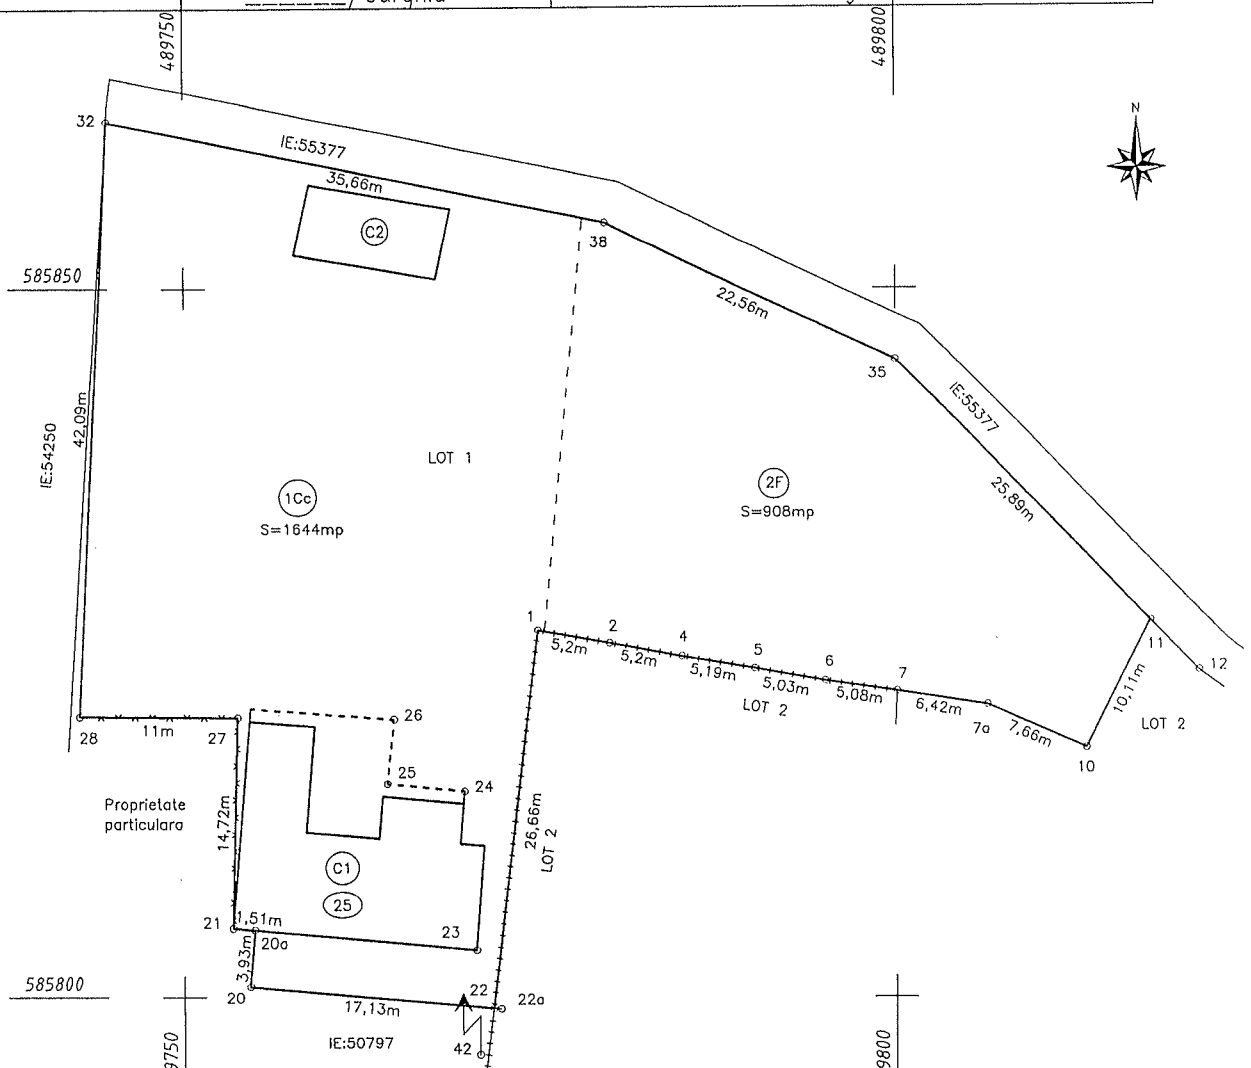 489750
489800
N
32
IE:55377
35,66m
C2
38
585850
22,56m
35
IE:55377
42,09m
IE:54250
LOT 1
1Cc
S=1644mp
2F
S=908mp
25,89m
1
2
4
5
6
7
5,2m
5,2m
5,19m
5,03m
5,08m
6,42m
7a
7,66m
10
10,11m
11
12
LOT 2
LOT 2
28
11m
27
26
25
24
Proprietate
particulara
14,72m
26,66m
LOT 2
C1
25
21
1,51m
20a
23
3,93m
20
17,13m
22
22a
42
585800
IE:50797
9750
9800